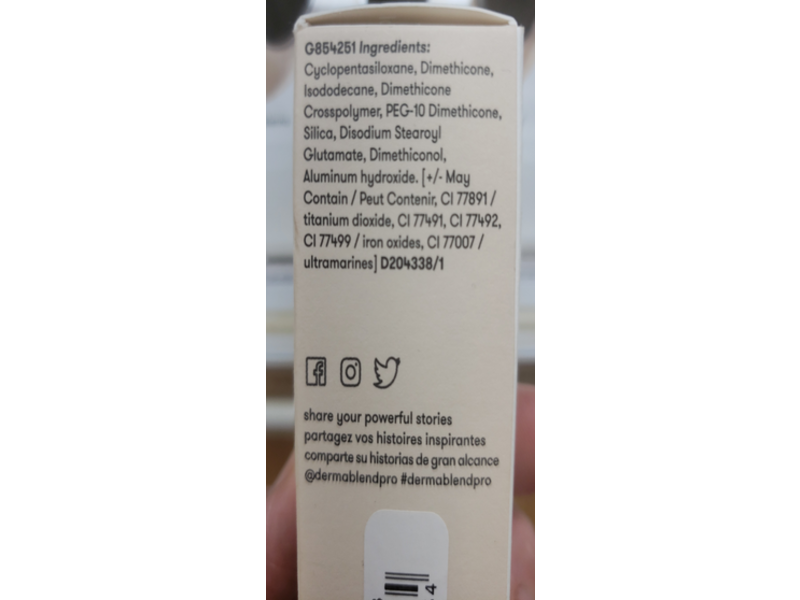 G854251 Ingredients:
Cyclopentasiloxane, Dimethicone,
Isododecane, Dimethicone
Crosspolymer, PEG-10 Dimethicone,
Silica, Disodium Stearoyl
Glutamate, Dimethiconol,
Aluminum hydroxide. [+/- May
Contain / Peut Contenir, CI 77891 /
titanium dioxide, CI 77491, CI 77492,
CI 77499 / iron oxides, CI 77007 /
ultramarines] D204338/1
share your powerful stories
partagez vos histoires inspirantes
comparte su historias de gran alcance
@dermablendpro #dermablendpro
4